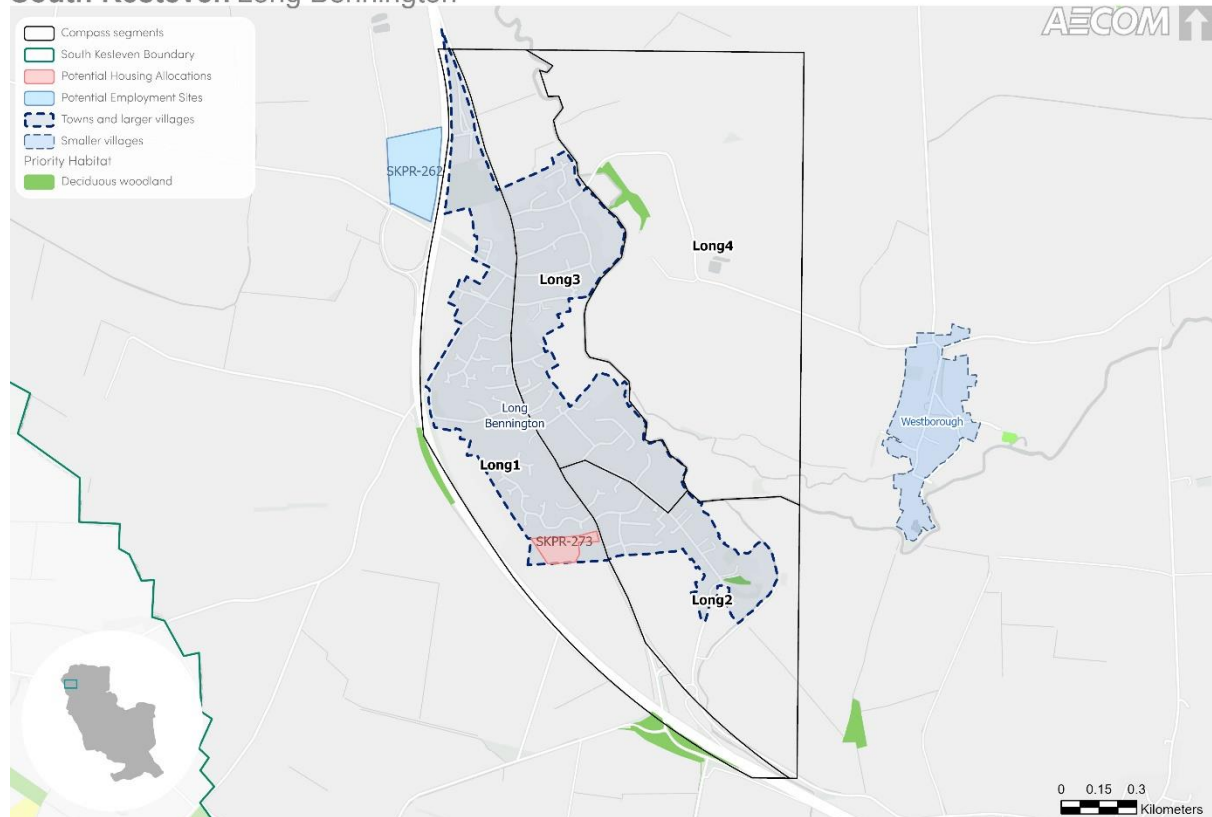 South Kesteven Long Bennington
AECOM
Compass segments
South Kesteven Boundary
Potential Housing Allocations
Potential Employment Sites
Towns and larger villages
Smaller villages
Priority Habitat
Deciduous woodland
SKPR-262
Long4
Long3
Long
Bennington
Westborough
Long1
SKPR-273
Long2
0 0.15 0.3
Kilometers